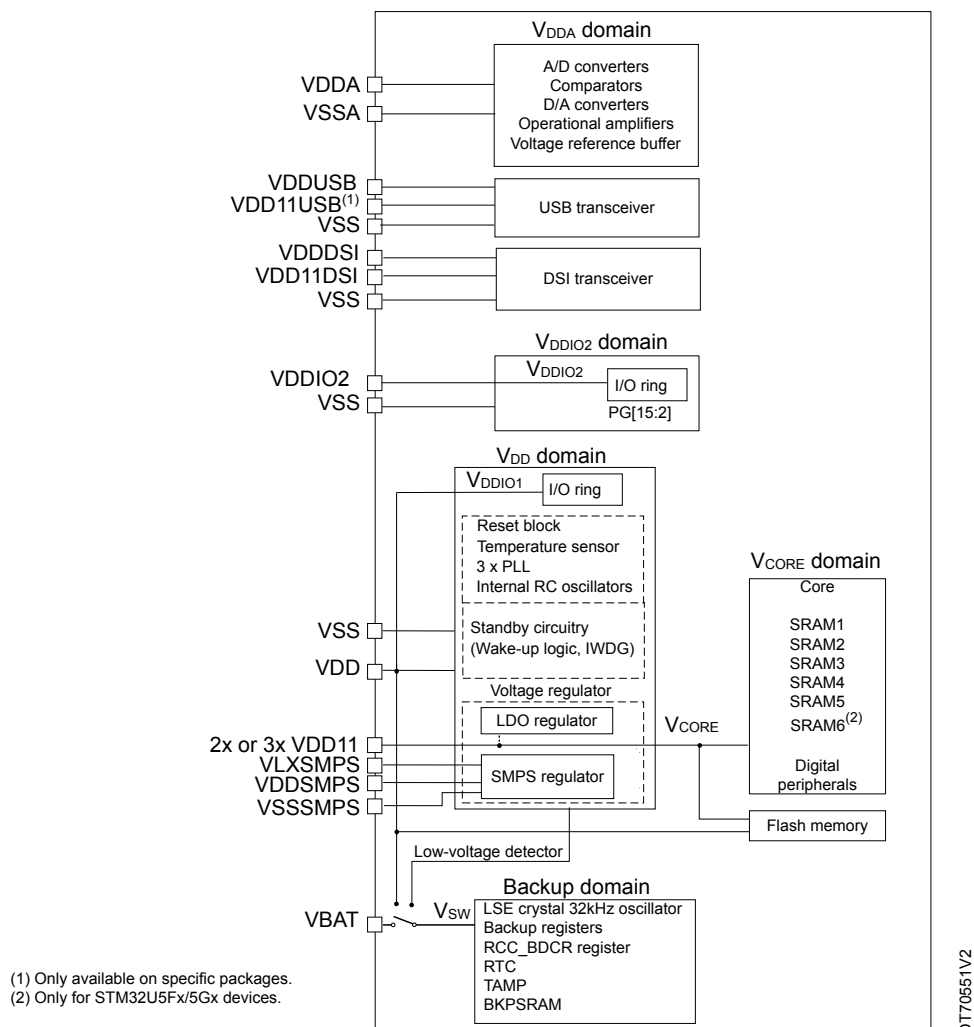 VDDA domain
A/D converters
Comparators
D/A converters
Operational amplifiers
Voltage reference buffer
VDDA
VSSA
VDDUSB
VDD11USB(1)
VSS
USB transceiver
VDDDSI
VDD11DSI
VSS
DSI transceiver
VDDIO2 domain
VDDIO2
VSS
VDDIO2
I/O ring
PG[15:2]
VDD domain
VDDIO1
I/O ring
Reset block
Temperature sensor
3 x PLL
Internal RC oscillators
Standby circuitry
(Wake-up logic, IWDG)
VSS
VDD
Voltage regulator
LDO regulator
SMPS regulator
2x or 3x VDD11
VLXSMPS
VDDSMPS
VSSSMPS
VCORE
VCORE domain
Core
SRAM1
SRAM2
SRAM3
SRAM4
SRAM5
SRAM6(2)
Digital
peripherals
Flash memory
Low-voltage detector
Backup domain
VBAT
VSW
LSE crystal 32kHz oscillator
Backup registers
RCC_BDCR register
RTC
TAMP
BKPSRAM
(1) Only available on specific packages.
(2) Only for STM32U5Fx/5Gx devices.
DT70551V2